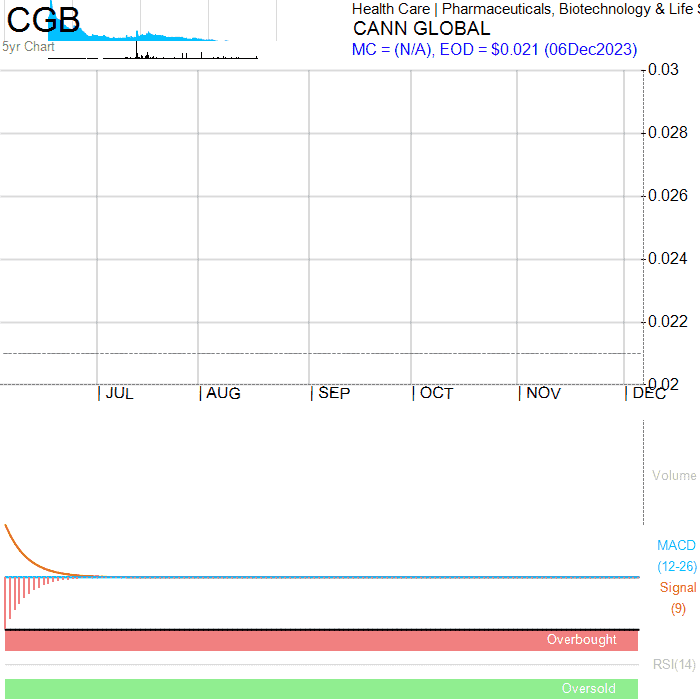 CGB
5yr Chart
Health Care | Pharmaceuticals, Biotechnology & Life S
CANN GLOBAL
MC = (N/A), EOD = $0.021 (06Dec2023)
0.03
0.028
0.026
0.024
0.022
0.02
JUL AUG SEP OCT NOV DEC
Volume
MACD
(12-26)
Signal
(9)
Overbought
RSI(14)
Oversold